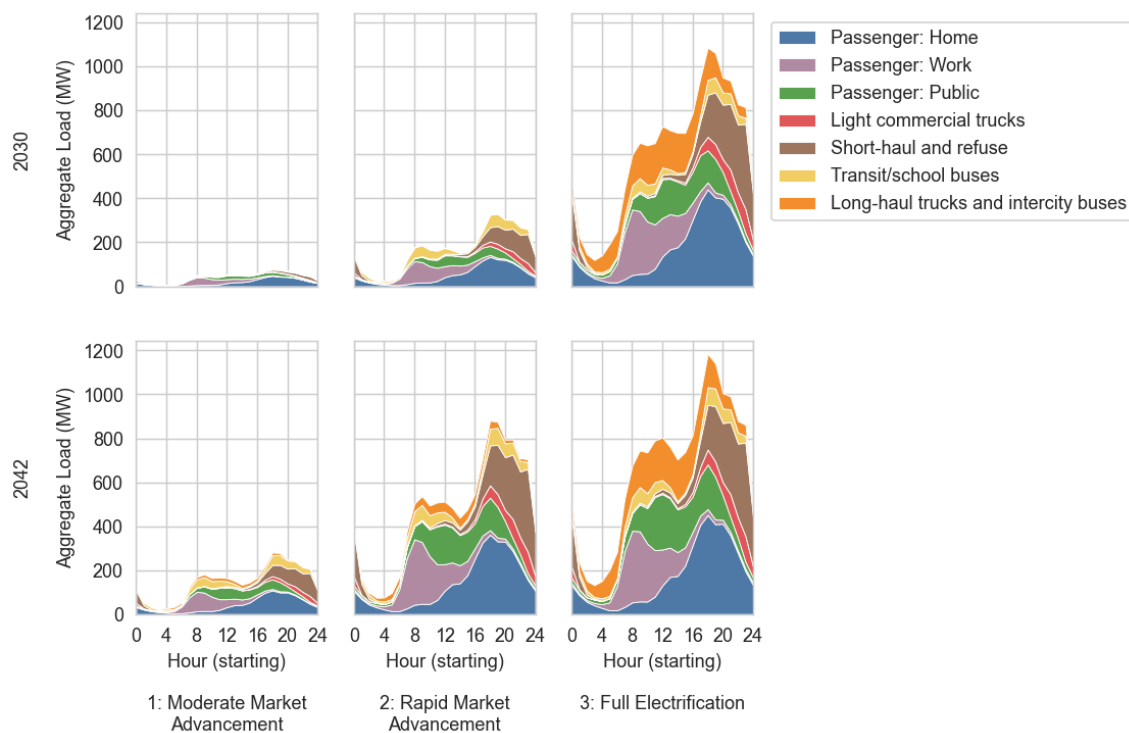 1200
1000
800
600
400
200
0
Aggregate Load (MW)
2030
Passenger: Home
Passenger: Work
Passenger: Public
Light commercial trucks
Short-haul and refuse
Transit/school buses
Long-haul trucks and intercity buses
1200
1000
800
600
400
200
0
Aggregate Load (MW)
2042
0 4 8 12 16 20 24
0 4 8 12 16 20 24
0 4 8 12 16 20 24
Hour (starting)
Hour (starting)
Hour (starting)
1: Moderate Market
Advancement
2: Rapid Market
Advancement
3: Full Electrification